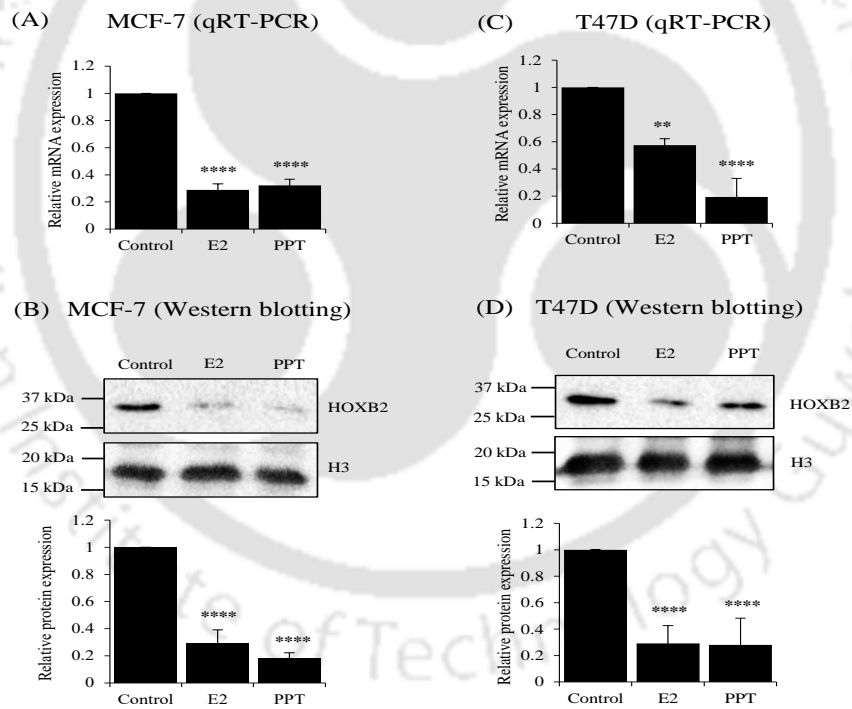 (A) MCF-7 (qRT-PCR)
Relative mRNA expression
1.2
1
0.8
0.6
0.4
0.2
0
****
****
Control E2 PPT
(C) T47D (qRT-PCR)
Relative mRNA expression
1.2
1
0.8
0.6
0.4
0.2
0
**
****
Control E2 PPT
(B) MCF-7 (Western blotting)
Control E2 PPT
37 kDa
25 kDa
HOXB2
20 kDa
15 kDa
H3
Relative protein expression
1.2
1
0.8
0.6
0.4
0.2
0
****
****
Control E2 PPT
(D) T47D (Western blotting)
Control E2 PPT
37 kDa
25 kDa
HOXB2
20 kDa
15 kDa
H3
Relative protein expression
1.2
1
0.8
0.6
0.4
0.2
0
****
****
Control E2 PPT
Institute of Technology Guw